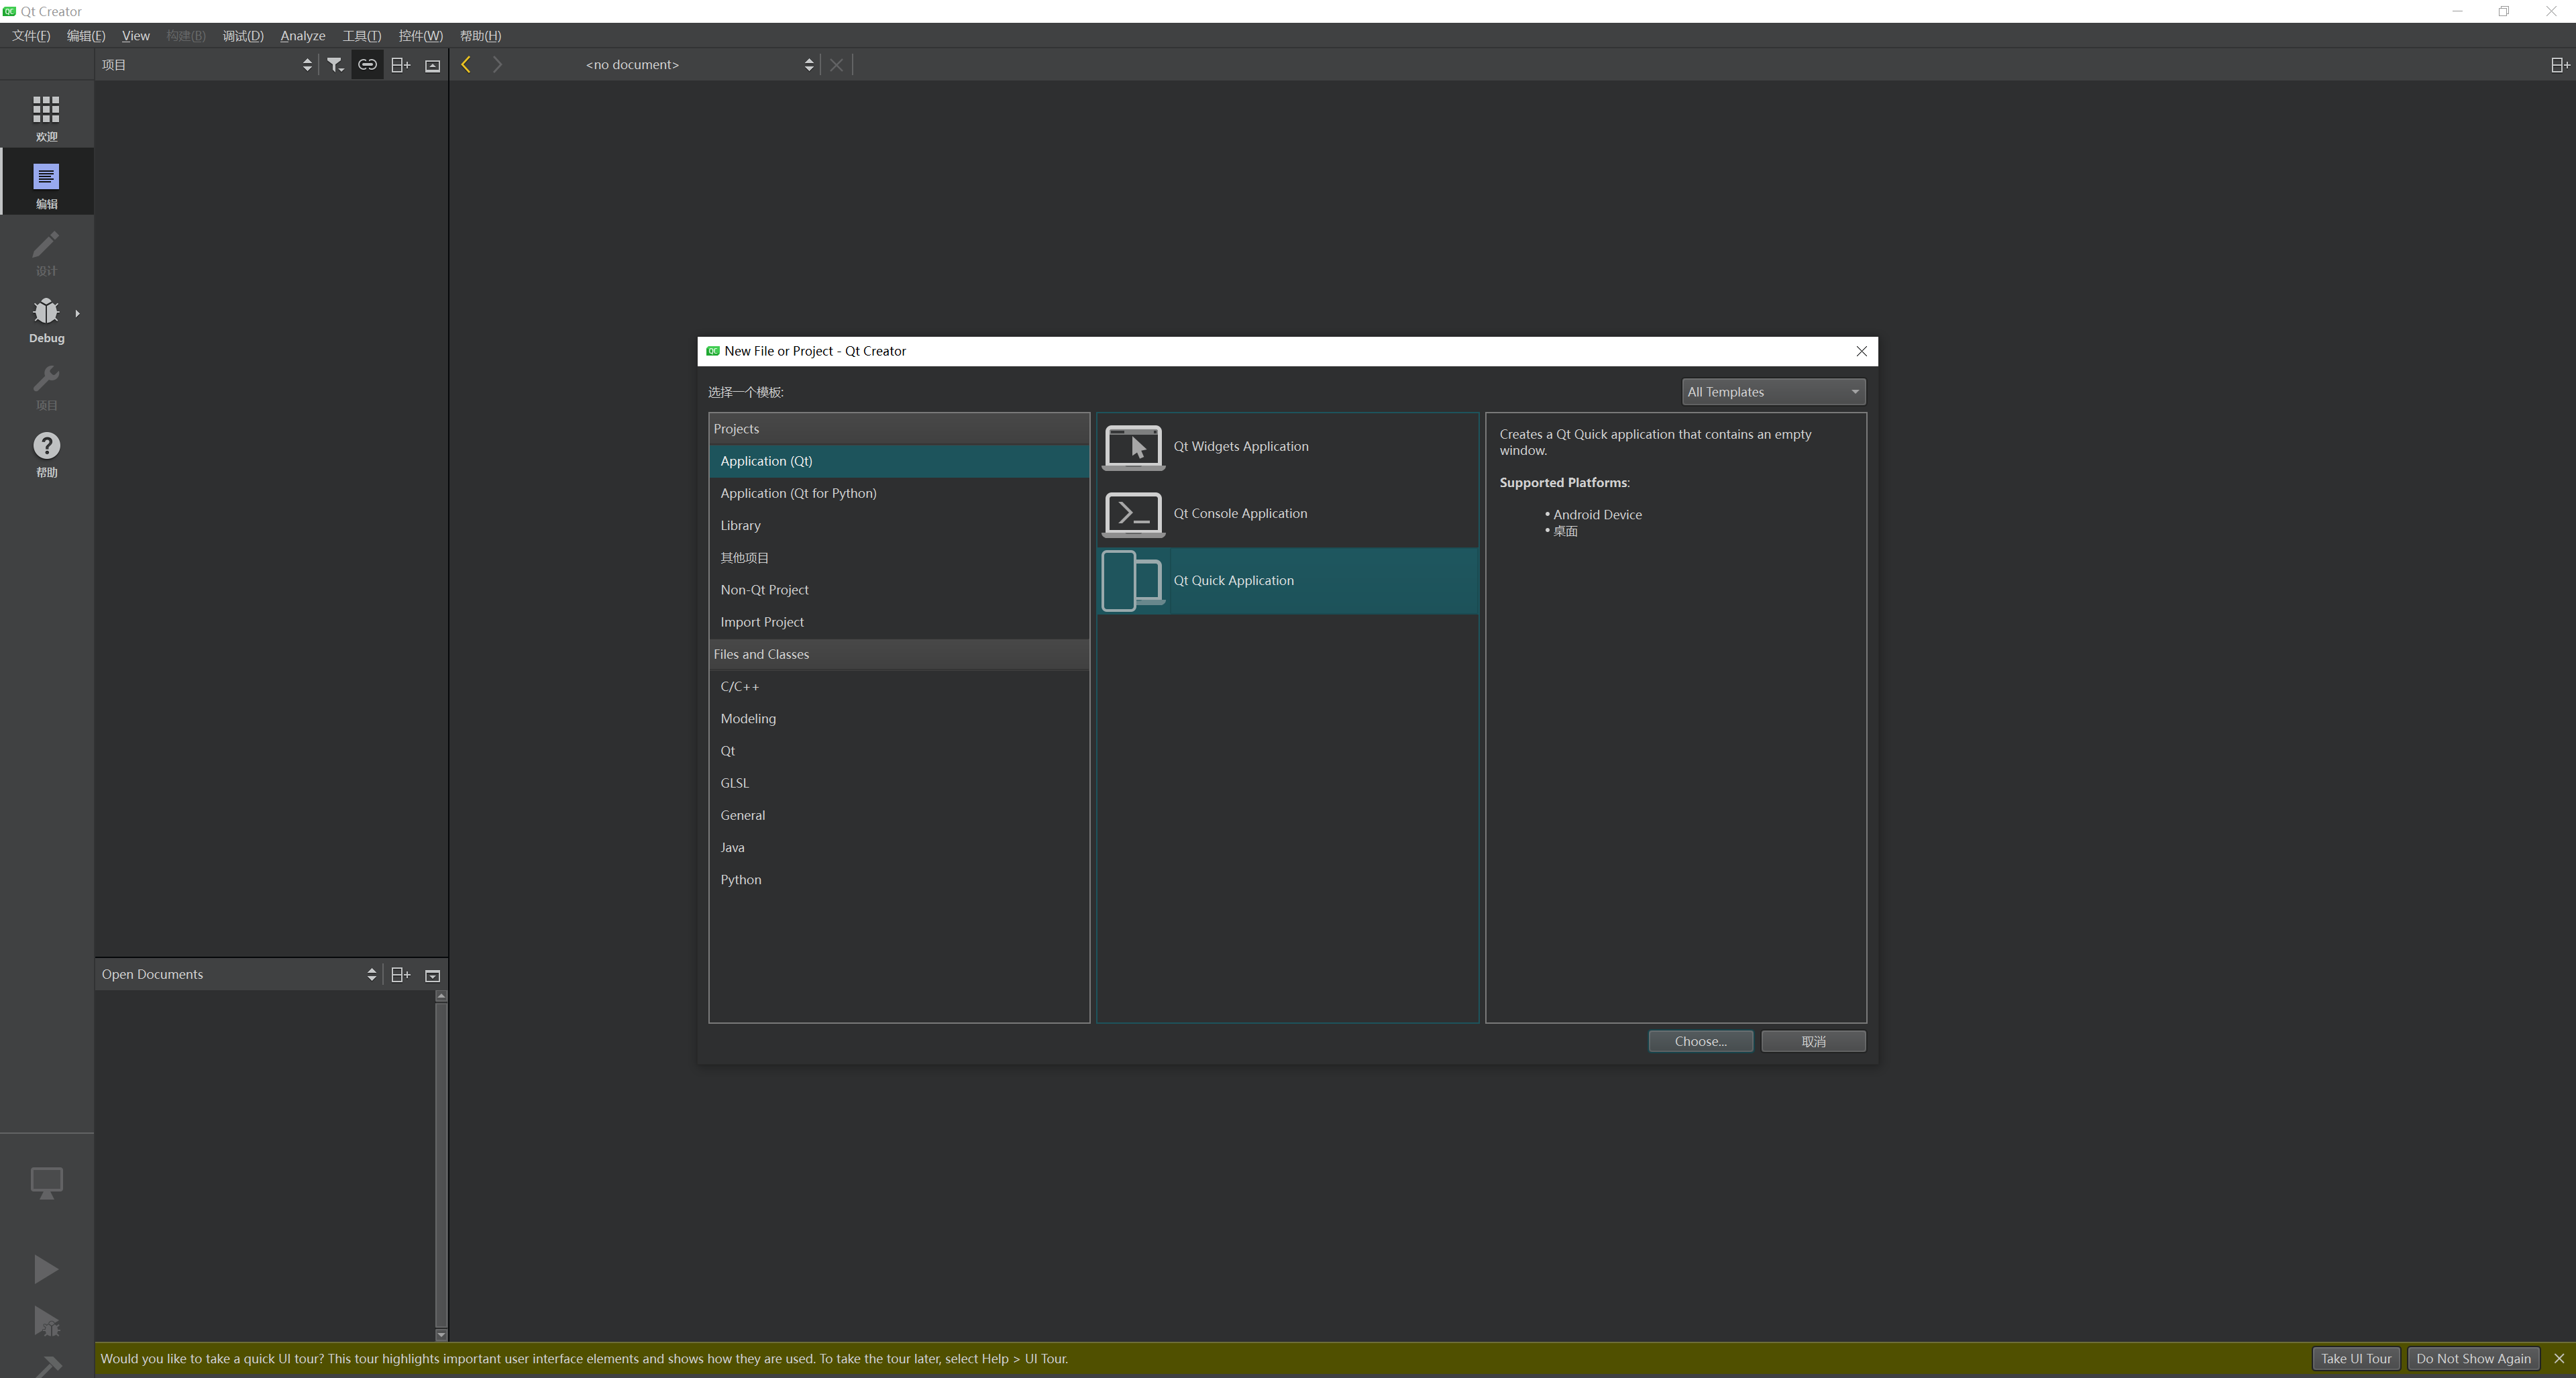 Qt Creator
文件(F) 编辑(E) View 构建(B) 调试(D) Analyze 工具(T) 控件(W) 帮助(H)
项目
<no document>
欢迎
编辑
设计
Debug
项目
帮助
New File or Project - Qt Creator
选择一个模板:
All Templates
Projects
Application (Qt)
Application (Qt for Python)
Library
其他项目
Non-Qt Project
Import Project
Files and Classes
C/C++
Modeling
Qt
GLSL
General
Java
Python
Qt Widgets Application
Qt Console Application
Qt Quick Application
Creates a Qt Quick application that contains an empty
window.
Supported Platforms:
• Android Device
• 桌面
Choose...
取消
Open Documents
Would you like to take a quick UI tour? This tour highlights important user interface elements and shows how they are used. To take the tour later, select Help > UI Tour.
Take UI Tour
Do Not Show Again